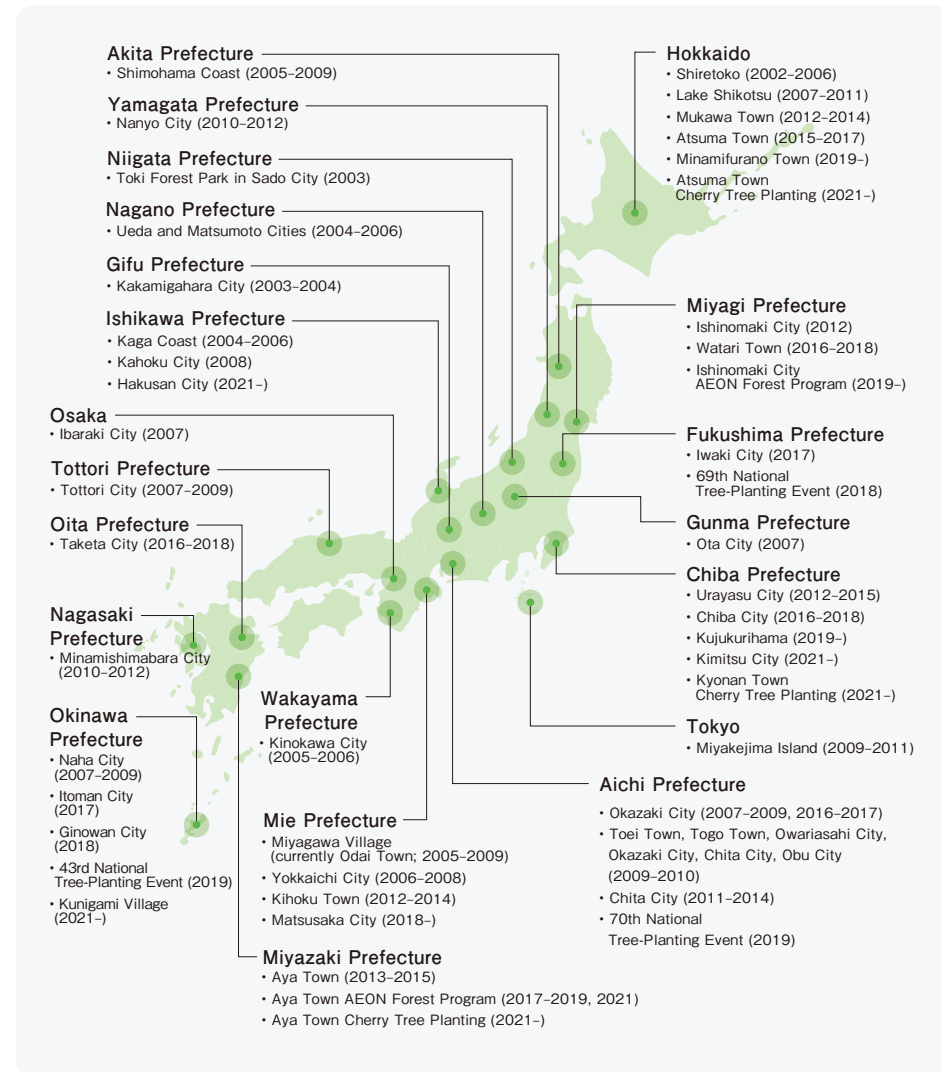 Akita Prefecture
• Shimohama Coast (2005–2009)
Yamagata Prefecture
• Nanyo City (2010–2012)
Niigata Prefecture
• Toki Forest Park in Sado City (2003)
Nagano Prefecture
• Ueda and Matsumoto Cities (2004–2006)
Gifu Prefecture
• Kakamigahara City (2003–2004)
Ishikawa Prefecture
• Kaga Coast (2004–2006)
• Kahoku City (2008)
• Hakusan City (2021–)
Osaka
• Ibaraki City (2007)
Tottori Prefecture
• Tottori City (2007–2009)
Oita Prefecture
• Taketa City (2016–2018)
Nagasaki
Prefecture
• Minamishimabara City
(2010–2012)
Okinawa
Prefecture
• Naha City
(2007–2009)
• Itoman City
(2017)
• Ginowan City
(2018)
• 43rd National
Tree-Planting Event (2019)
• Kunigami Village
(2021–)
Wakayama
Prefecture
• Kinokawa City
(2005–2006)
Mie Prefecture
• Miyagawa Village
(currently Odai Town; 2005–2009)
• Yokkaichi City (2006–2008)
• Kihoku Town (2012–2014)
• Matsusaka City (2018–)
Miyazaki Prefecture
• Aya Town (2013–2015)
• Aya Town AEON Forest Program (2017–2019, 2021)
• Aya Town Cherry Tree Planting (2021–)
Hokkaido
• Shiretoko (2002–2006)
• Lake Shikotsu (2007–2011)
• Mukawa Town (2012–2014)
• Atsuma Town (2015–2017)
• Minamifurano Town (2019–)
• Atsuma Town
Cherry Tree Planting (2021–)
Miyagi Prefecture
• Ishinomaki City (2012)
• Watari Town (2016–2018)
• Ishinomaki City
AEON Forest Program (2019–)
Fukushima Prefecture
• Iwaki City (2017)
• 69th National
Tree-Planting Event (2018)
Gunma Prefecture
• Ota City (2007)
Chiba Prefecture
• Urayasu City (2012–2015)
• Chiba City (2016–2018)
• Kujukurihama (2019–)
• Kimitsu City (2021–)
• Kyonan Town
Cherry Tree Planting (2021–)
Tokyo
• Miyakejima Island (2009–2011)
Aichi Prefecture
• Okazaki City (2007–2009, 2016–2017)
• Toei Town, Togo Town, Owariasahi City,
Okazaki City, Chita City, Obu City
(2009–2010)
• Chita City (2011–2014)
• 70th National
Tree-Planting Event (2019)